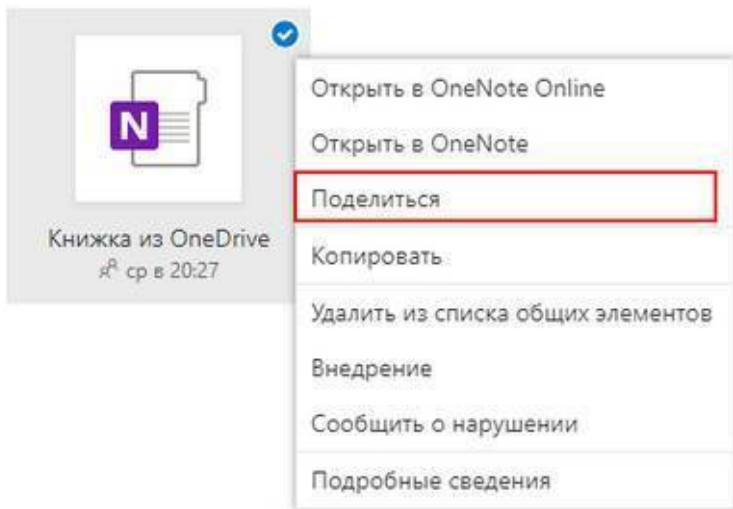 N
Книжка из OneDrive
ср в 20:27
Открыть в OneNote Online
Открыть в OneNote
Поделиться
Копировать
Удалить из списка общих элементов
Внедрение
Сообщить о нарушении
Подробные сведения